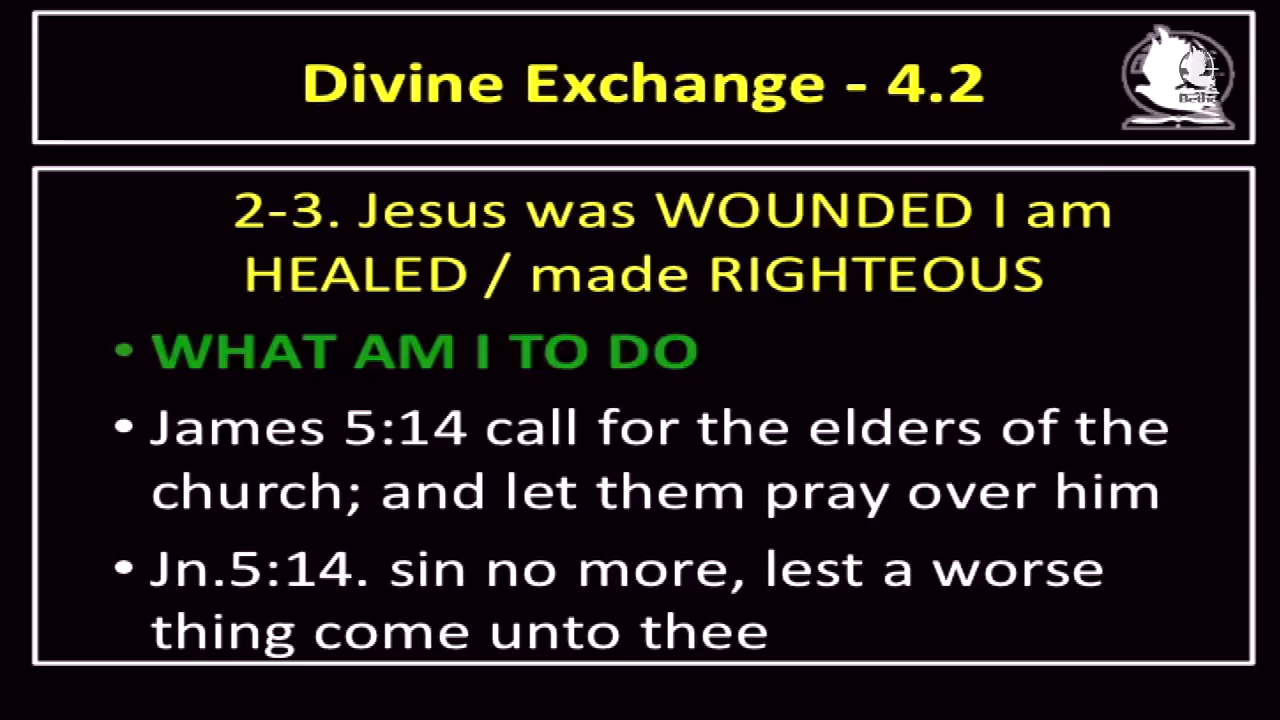 Divine Exchange - 4.2
2-3. Jesus was WOUNDED I am
HEALED / made RIGHTEOUS
• WHAT AM I TO DO
• James 5:14 call for the elders of the
church; and let them pray over him
• Jn.5:14. sin no more, lest a worse
thing come unto thee